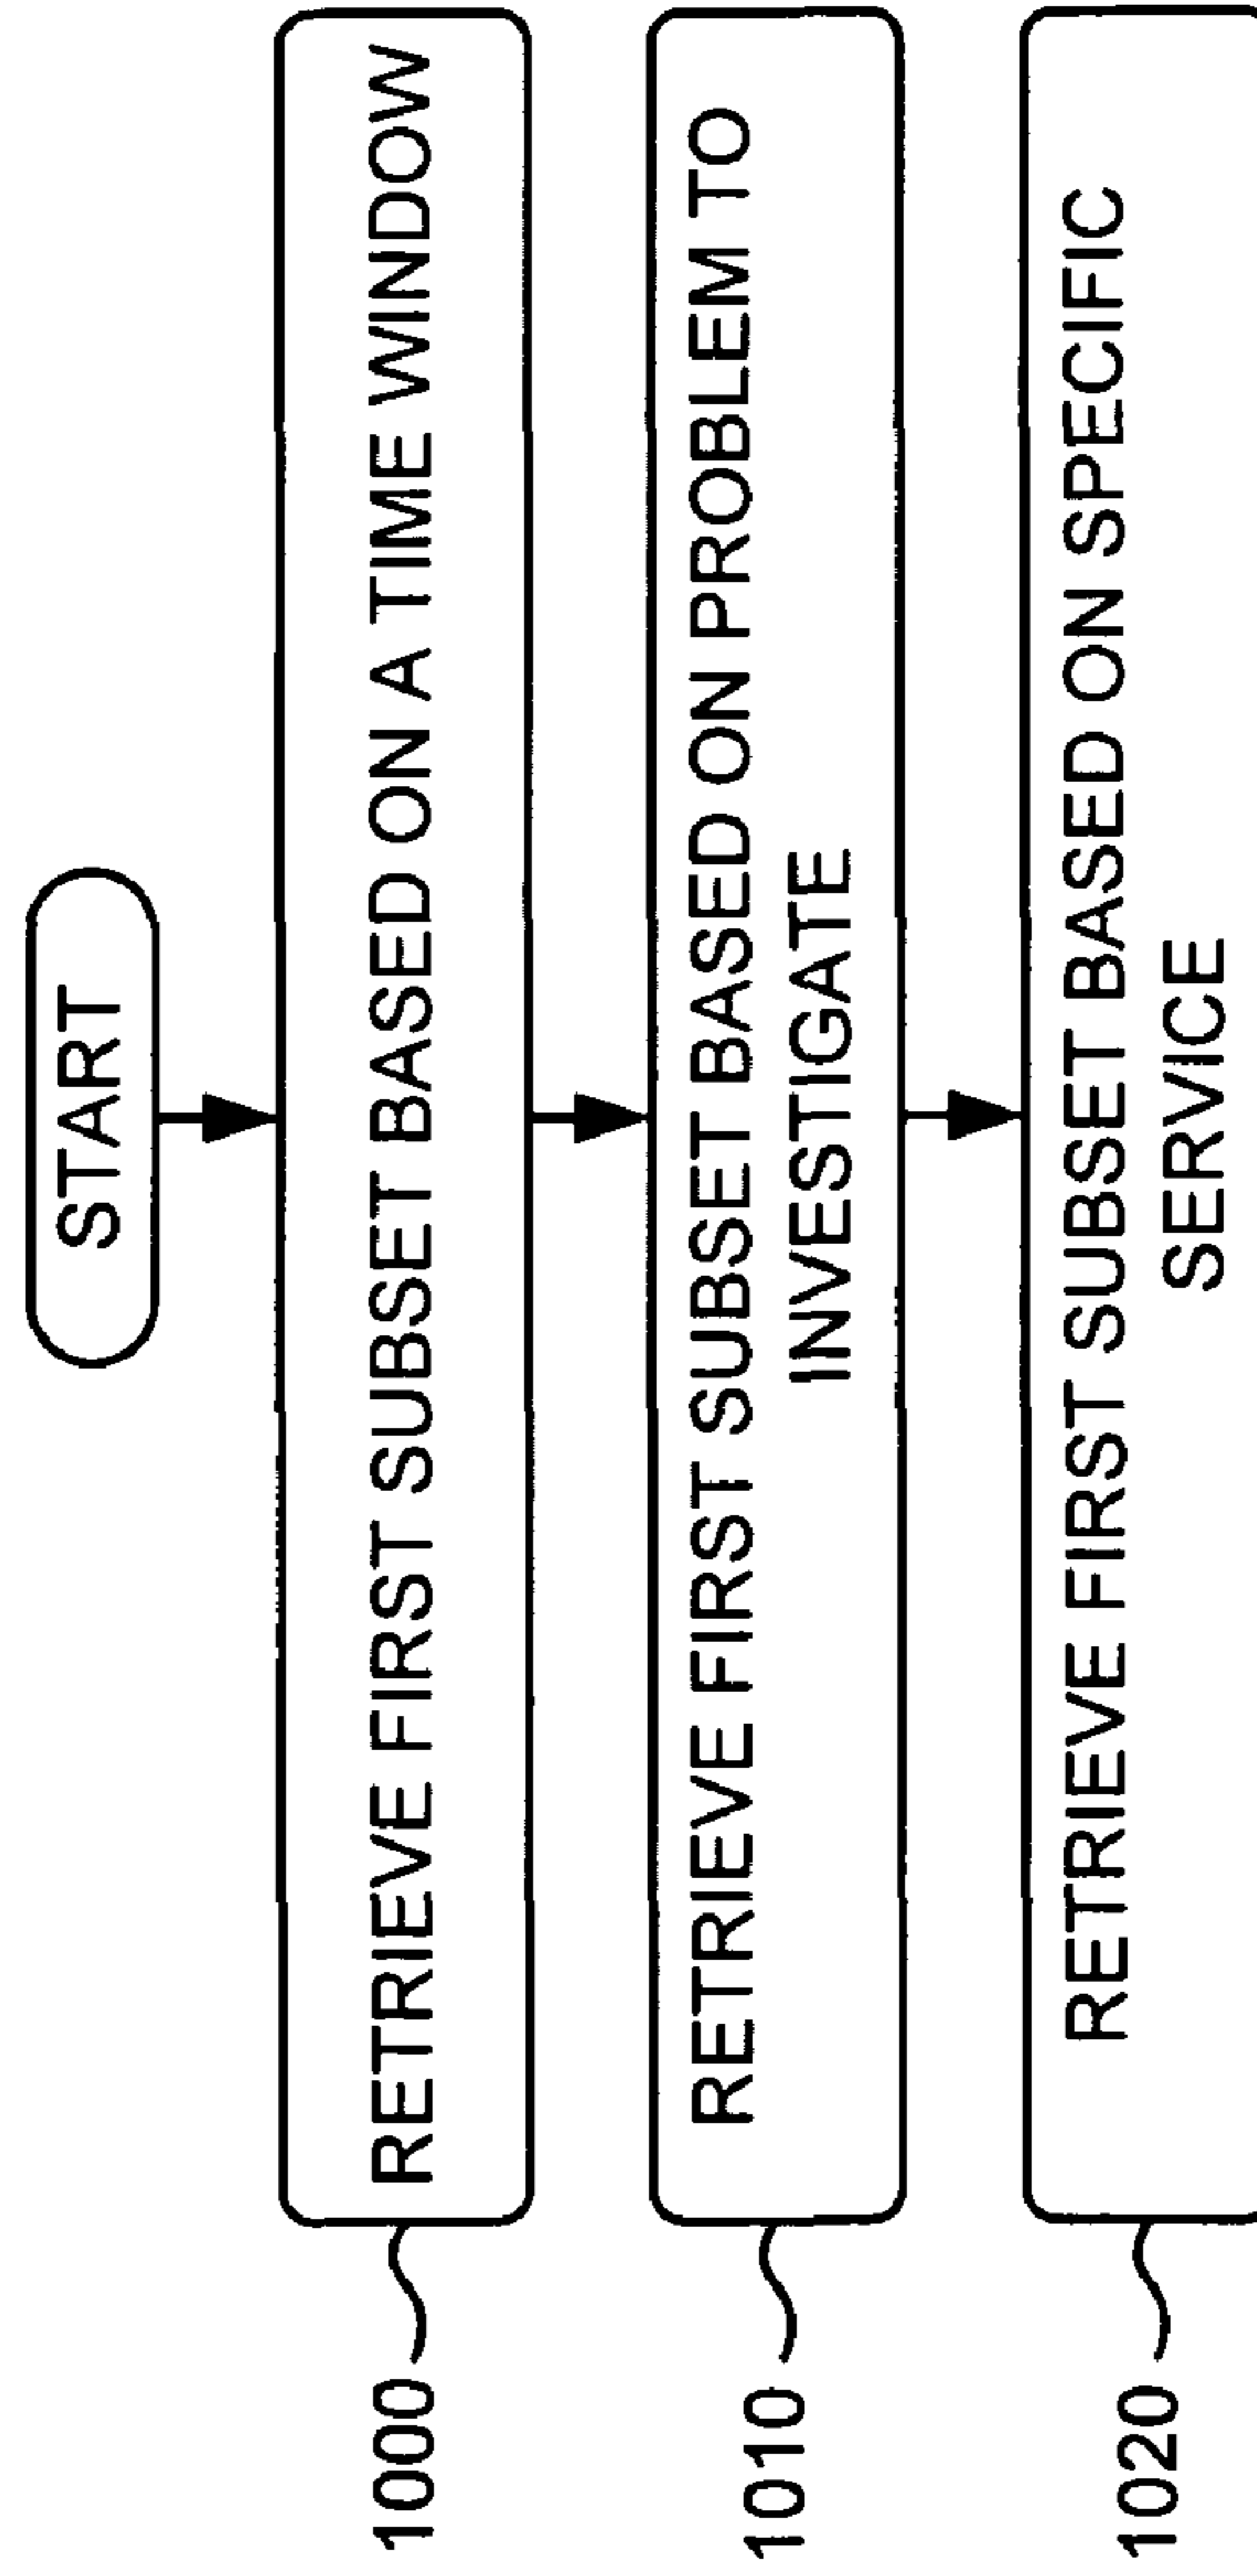 START
1000
RETRIEVE FIRST SUBSET BASED ON A TIME WINDOW
1010
RETRIEVE FIRST SUBSET BASED ON PROBLEM TO
INVESTIGATE
1020
RETRIEVE FIRST SUBSET BASED ON SPECIFIC
SERVICE